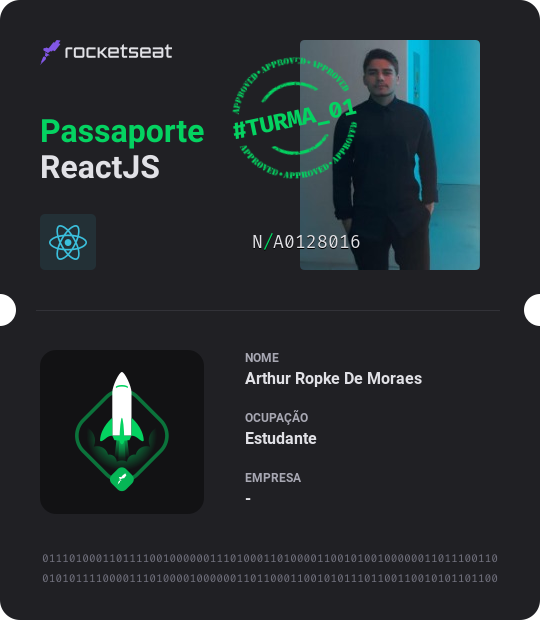 rocketseat
APPROVED • APPROVED • APPROVED
#TURMA_01
APPROVED • APPROVED • APPROVED
Passaporte
ReactJS
N/A0128016
NOME
Arthur Ropke De Moraes
OCUPAÇÃO
Estudante
EMPRESA
-